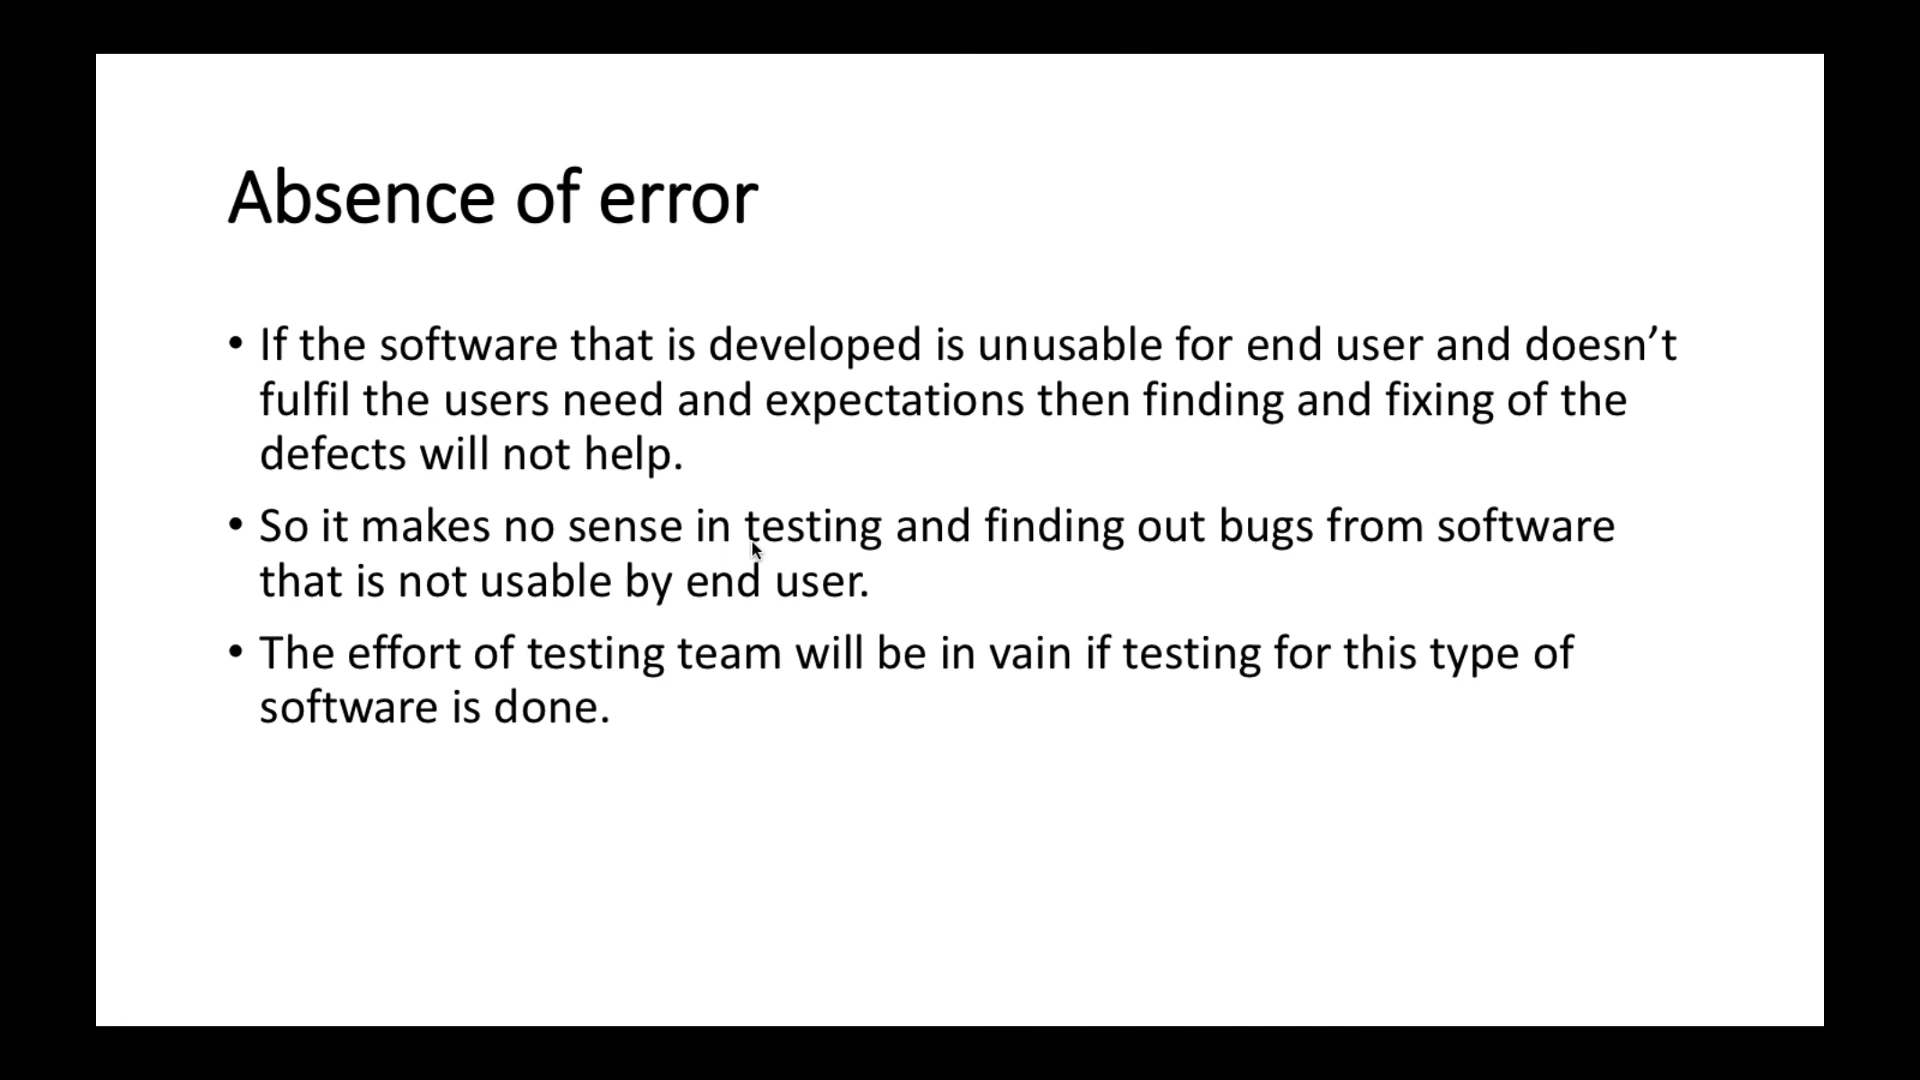 Absence of error
• If the software that is developed is unusable for end user and doesn’t
fulfil the users need and expectations then finding and fixing of the
defects will not help.
• So it makes no sense in testing and finding out bugs from software
that is not usable by end user.
• The effort of testing team will be in vain if testing for this type of
software is done.